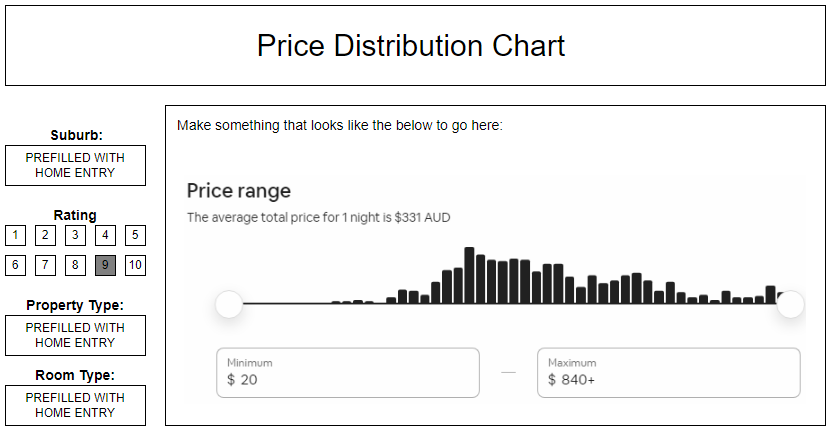 Price Distribution Chart
Suburb:
PREFILLED WITH
HOME ENTRY
Rating
1 2 3 4 5
6 7 8 9 10
Property Type:
PREFILLED WITH
HOME ENTRY
Room Type:
PREFILLED WITH
HOME ENTRY
Make something that looks like the below to go here:
Price range
The average total price for 1 night is $331 AUD
Minimum
$ 20
—
Maximum
$ 840+